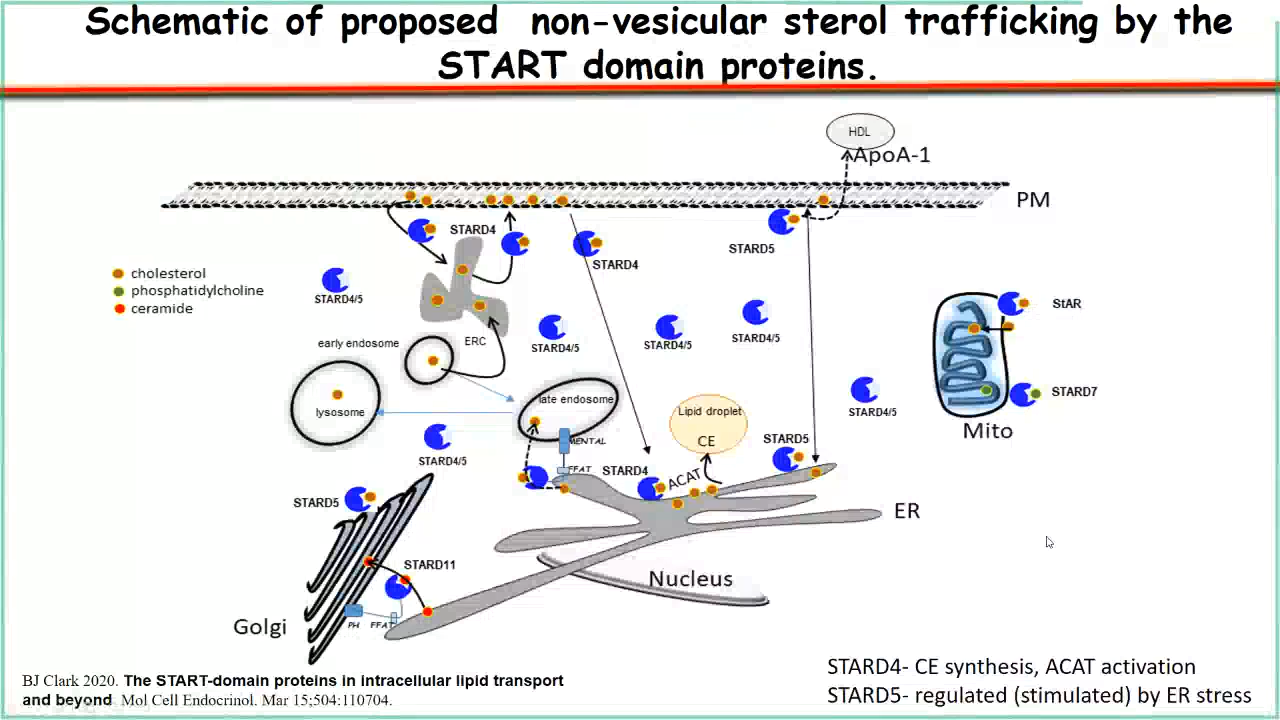 Schematic of proposed non-vesicular sterol trafficking by the
START domain proteins.
HDL
ApoA-1
PM
STARD4
STARD5
STARD4
cholesterol
phosphatidylcholine
ceramide
STARD4/5
StAR
ERC
early endosome
STARD4/5
STARD4/5
STARD4/5
STARD7
late endosome
lysosome
STARD4/5
Lipid droplet
CE
Mito
MENTAL
STARD5
STARD4/5
FFAT
STARD4
ACAT
STARD5
ER
STARD11
Nucleus
PH
FFAT
Golgi
STARD4- CE synthesis, ACAT activation
STARD5- regulated (stimulated) by ER stress
BJ Clark 2020. The START-domain proteins in intracellular lipid transport
and beyond Mol Cell Endocrinol. Mar 15;504:110704.